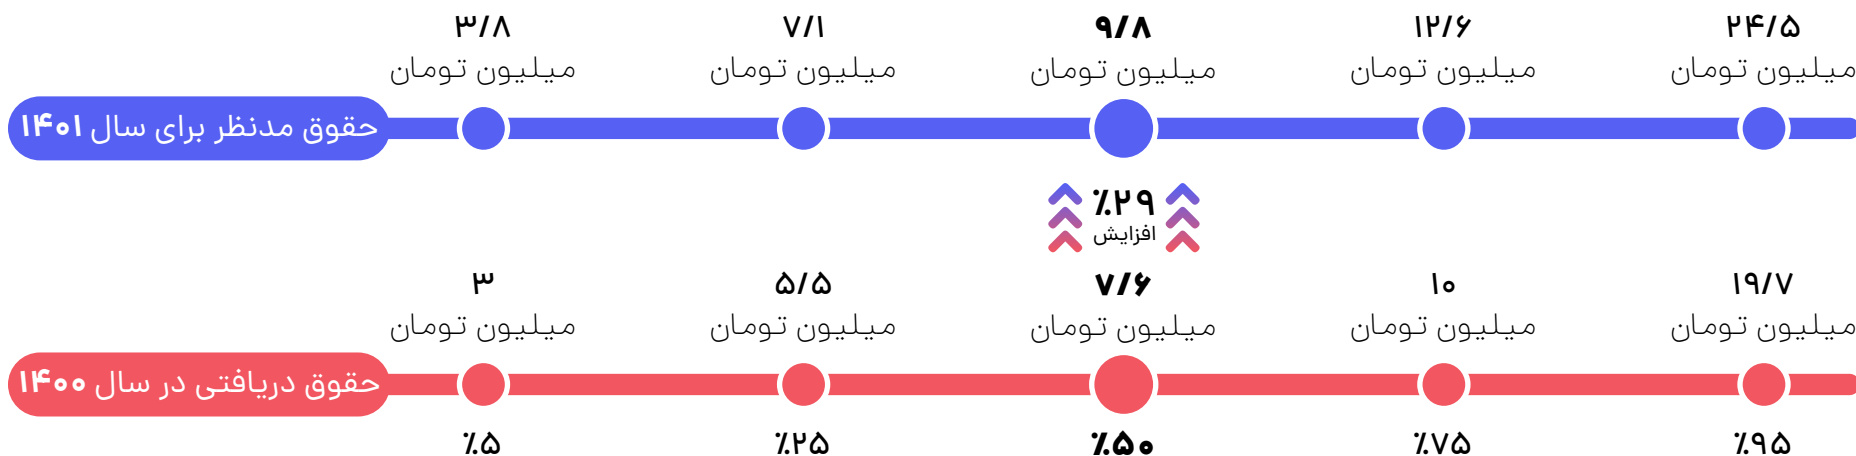 ۳/۸
میلیون تومان
۷/۱
میلیون تومان
۹/۸
میلیون تومان
۱۲/۶
میلیون تومان
۲۴/۵
میلیون تومان
حقوق مدنظر برای سال ۱۴۰۱
٪۲۹
افزایش
۳
میلیون تومان
۵/۵
میلیون تومان
۷/۶
میلیون تومان
۱۰
میلیون تومان
۱۹/۷
میلیون تومان
حقوق دریافتی در سال ۱۴۰۰
٪۵
٪۲۵
٪۵۰
٪۷۵
٪۹۵